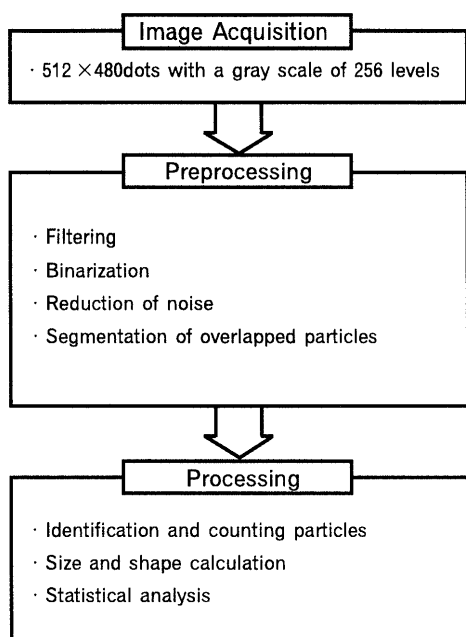 Image Acquisition
· 512 ×480dots with a gray scale of 256 levels
Preprocessing
· Filtering
· Binarization
· Reduction of noise
· Segmentation of overlapped particles
Processing
· Identification and counting particles
· Size and shape calculation
· Statistical analysis